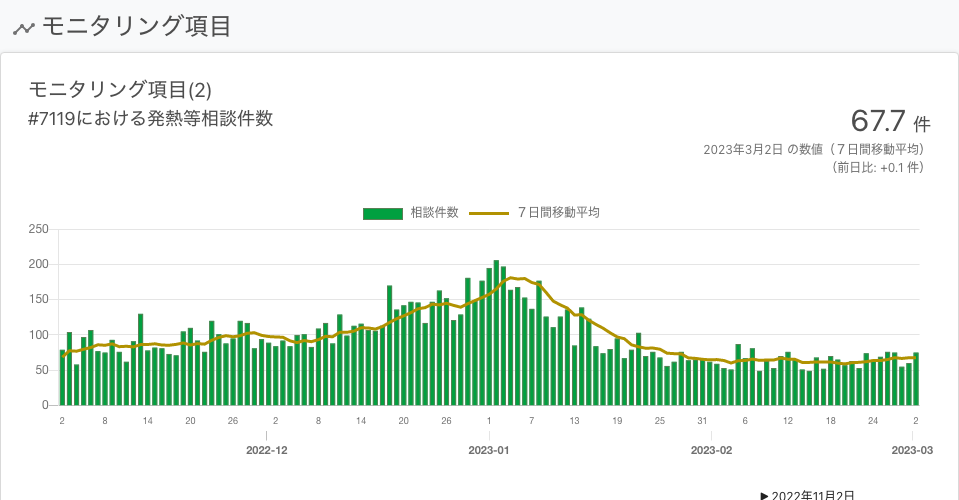 モニタリング項目
モニタリング項目(2)
#7119における発熱等相談件数
67.7 件
2023年3月2日 の数値（７日間移動平均）
（前日比: +0.1 件）
相談件数 ７日間移動平均
250
200
150
100
50
0
2 8 14 20 26 2 8 14 20 26 1 7 13 19 25 31 6 12 18 24 2
2022-12 2023-01 2023-02 2023-03
▶ 2022年11月2日